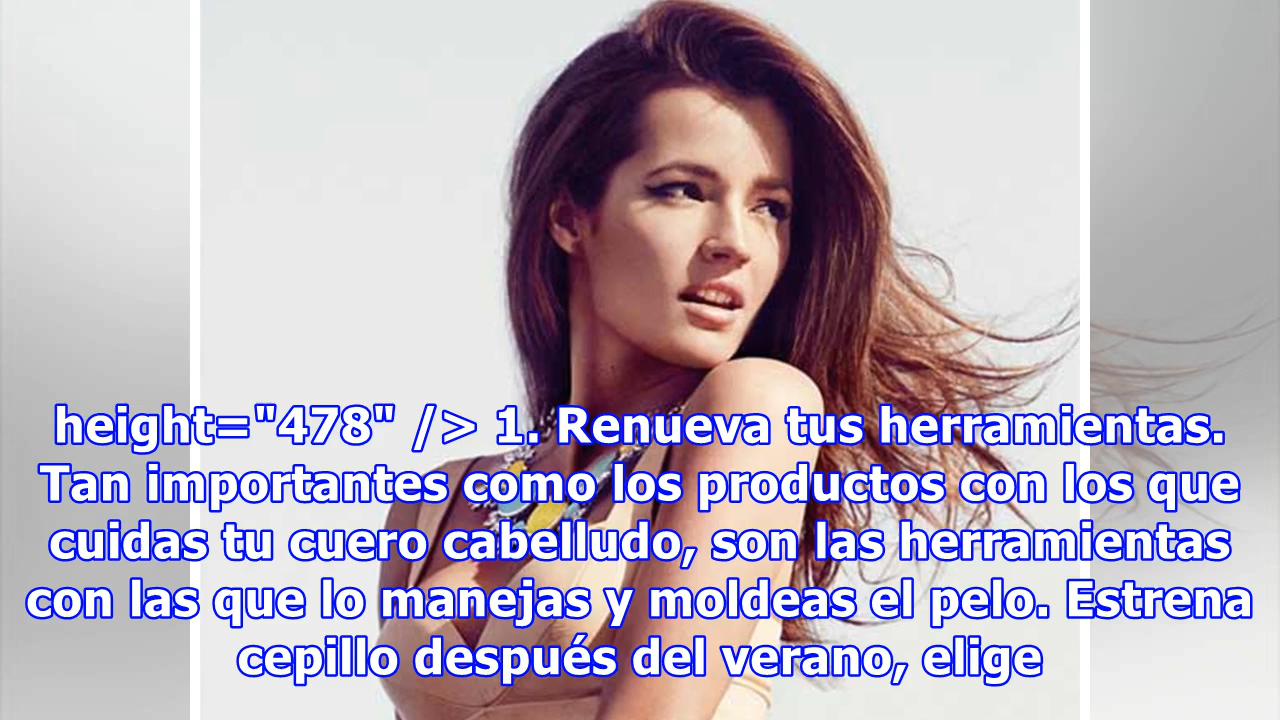 height="478" /> 1. Renueva tus herramientas.
Tan importantes como los productos con los que
cuidas tu cuero cabelludo, son las herramientas
con las que lo manejas y moldeas el pelo. Estrena
cepillo después del verano, elige